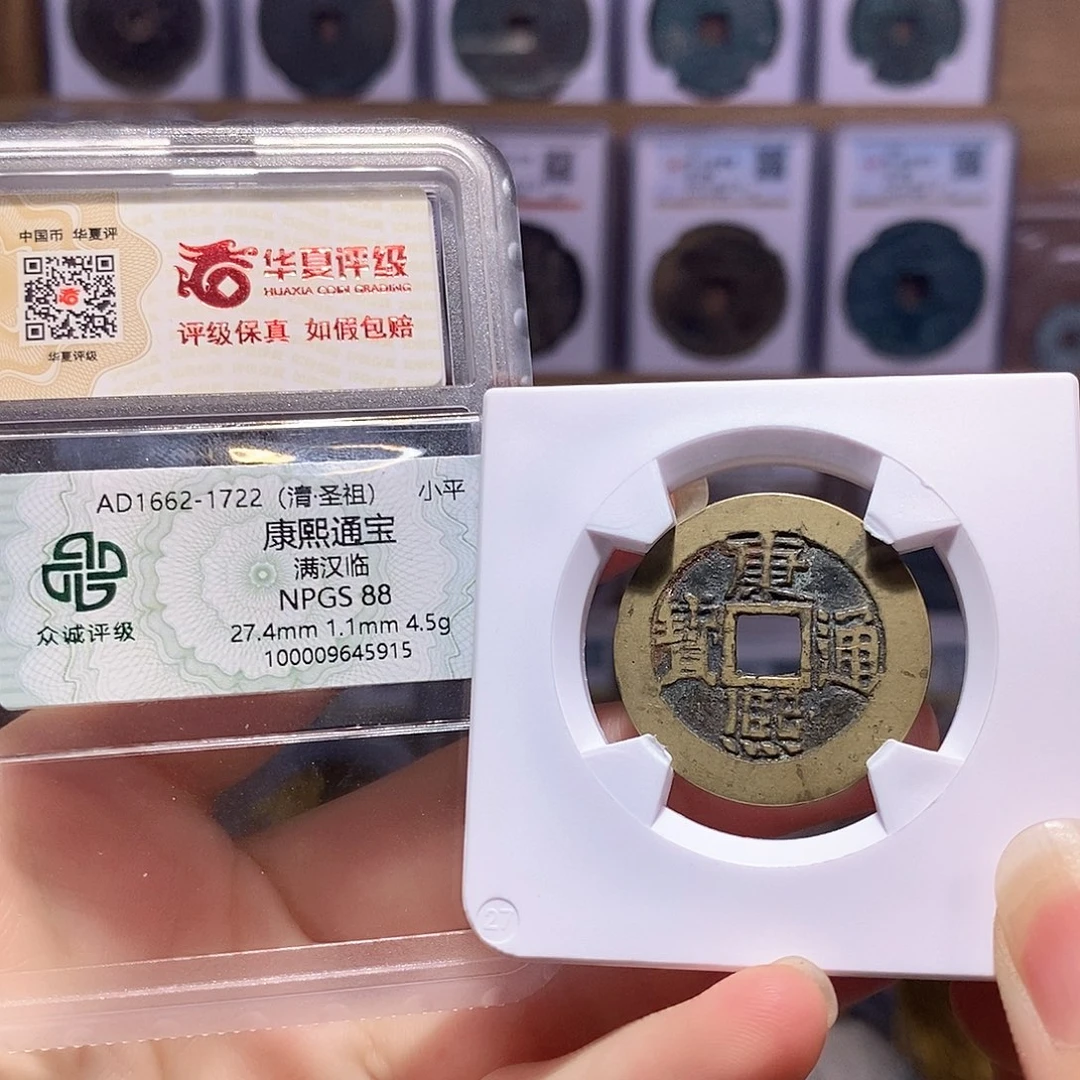 中国币 华夏评
华夏评级
华夏评级
HUAXIA COIN GRADING
评级保真 如假包赔
AD1662-1722（清·圣祖） 小平
康熙通宝
满汉临
NPGS 88
27.4mm 1.1mm 4.5g
100009645915
众诚评级
康熙通寶
27